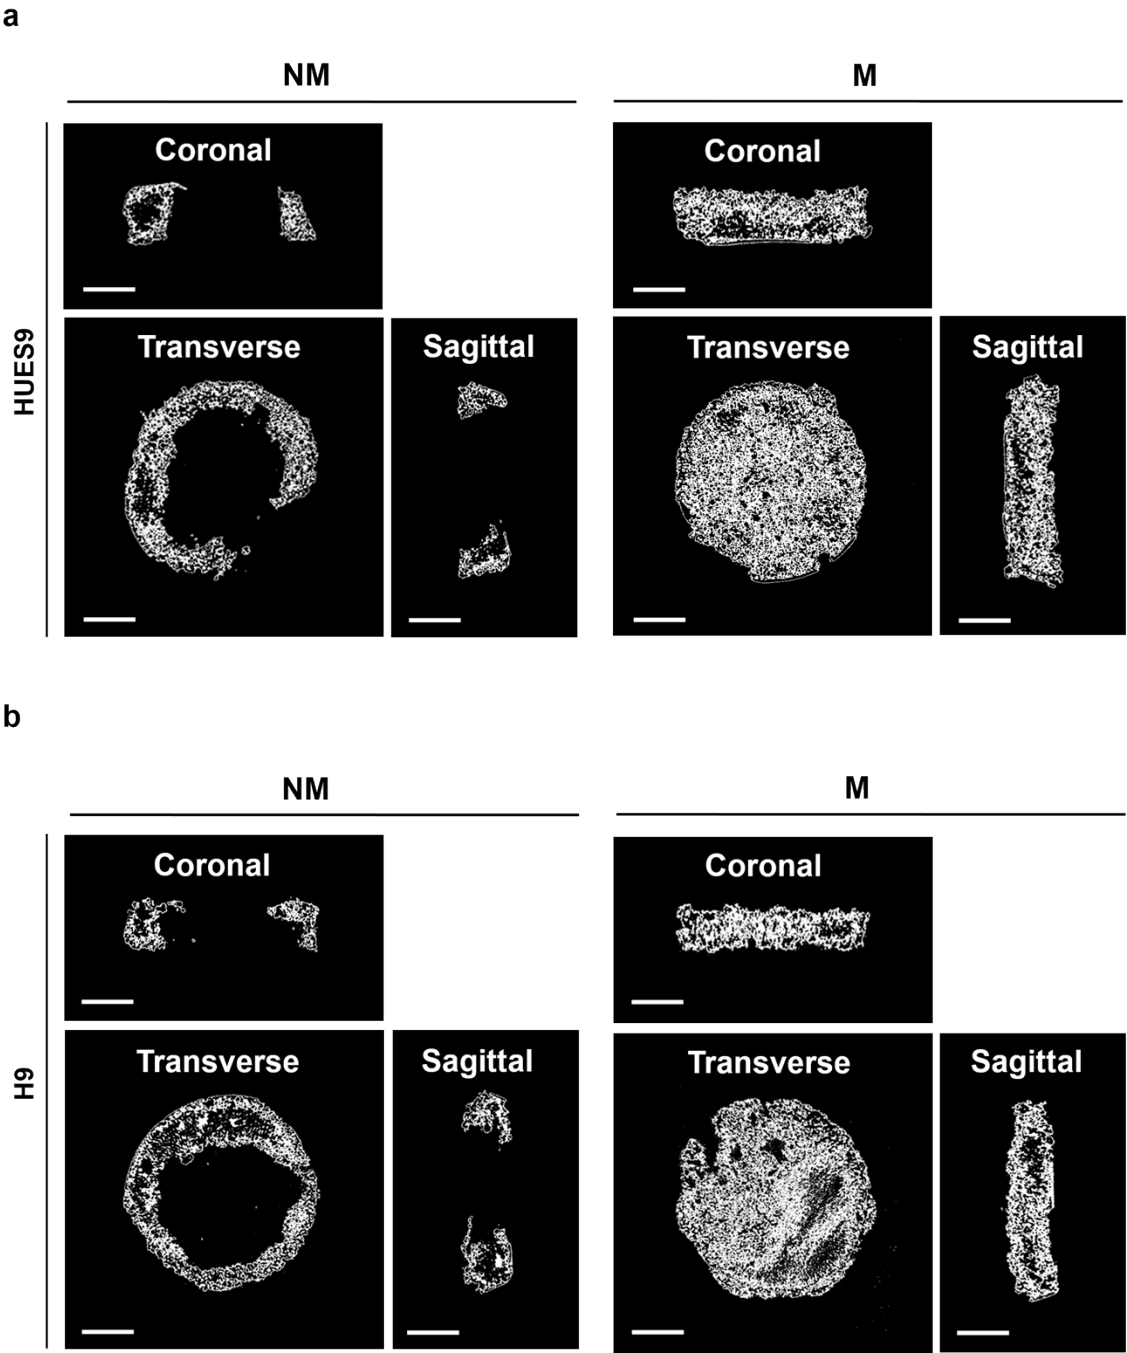 a
NM
M
HUES9
Coronal
Coronal
Transverse
Sagittal
Transverse
Sagittal
b
NM
M
H9
Coronal
Coronal
Transverse
Sagittal
Transverse
Sagittal